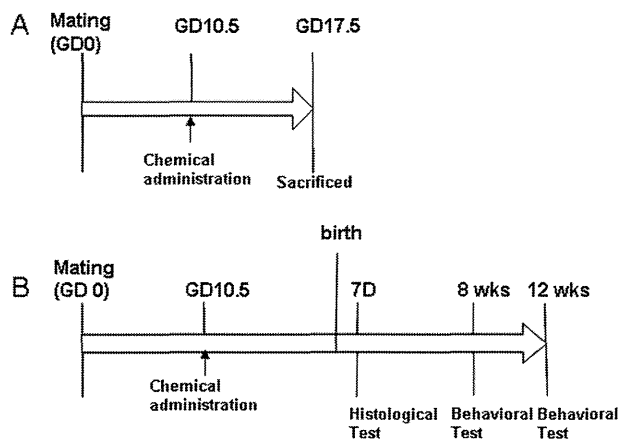 A
Mating
(GD0)
GD10.5
GD17.5
Chemical
administration
Sacrificed
B
birth
Mating
(GD 0)
GD10.5
7D
8 wks
12 wks
Chemical
administration
Histological
Test
Behavioral
Test
Behavioral
Test